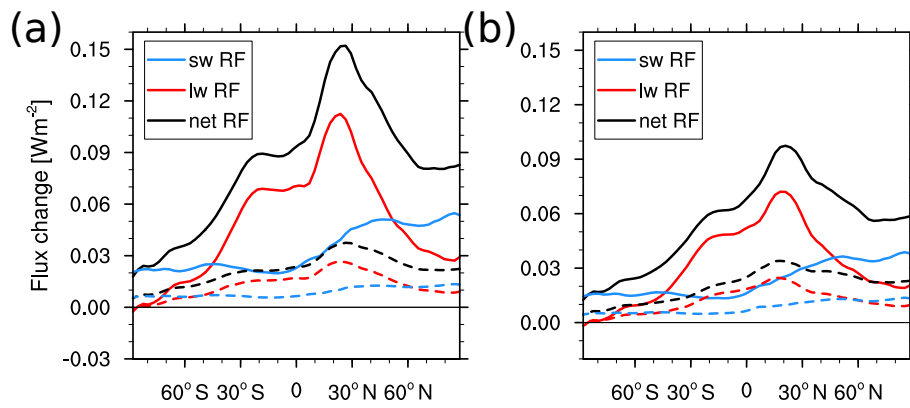 (a)
sw RF
lw RF
net RF
Flux change [Wm-2]
0.15
0.12
0.09
0.06
0.03
0.00
-0.03
60° S 30° S 0 30° N 60° N
(b)
sw RF
lw RF
net RF
0.15
0.12
0.09
0.06
0.03
0.00
60° S 30° S 0 30° N 60° N